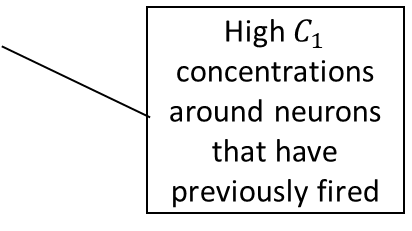 High C₁
concentrations
around neurons
that have
previously fired